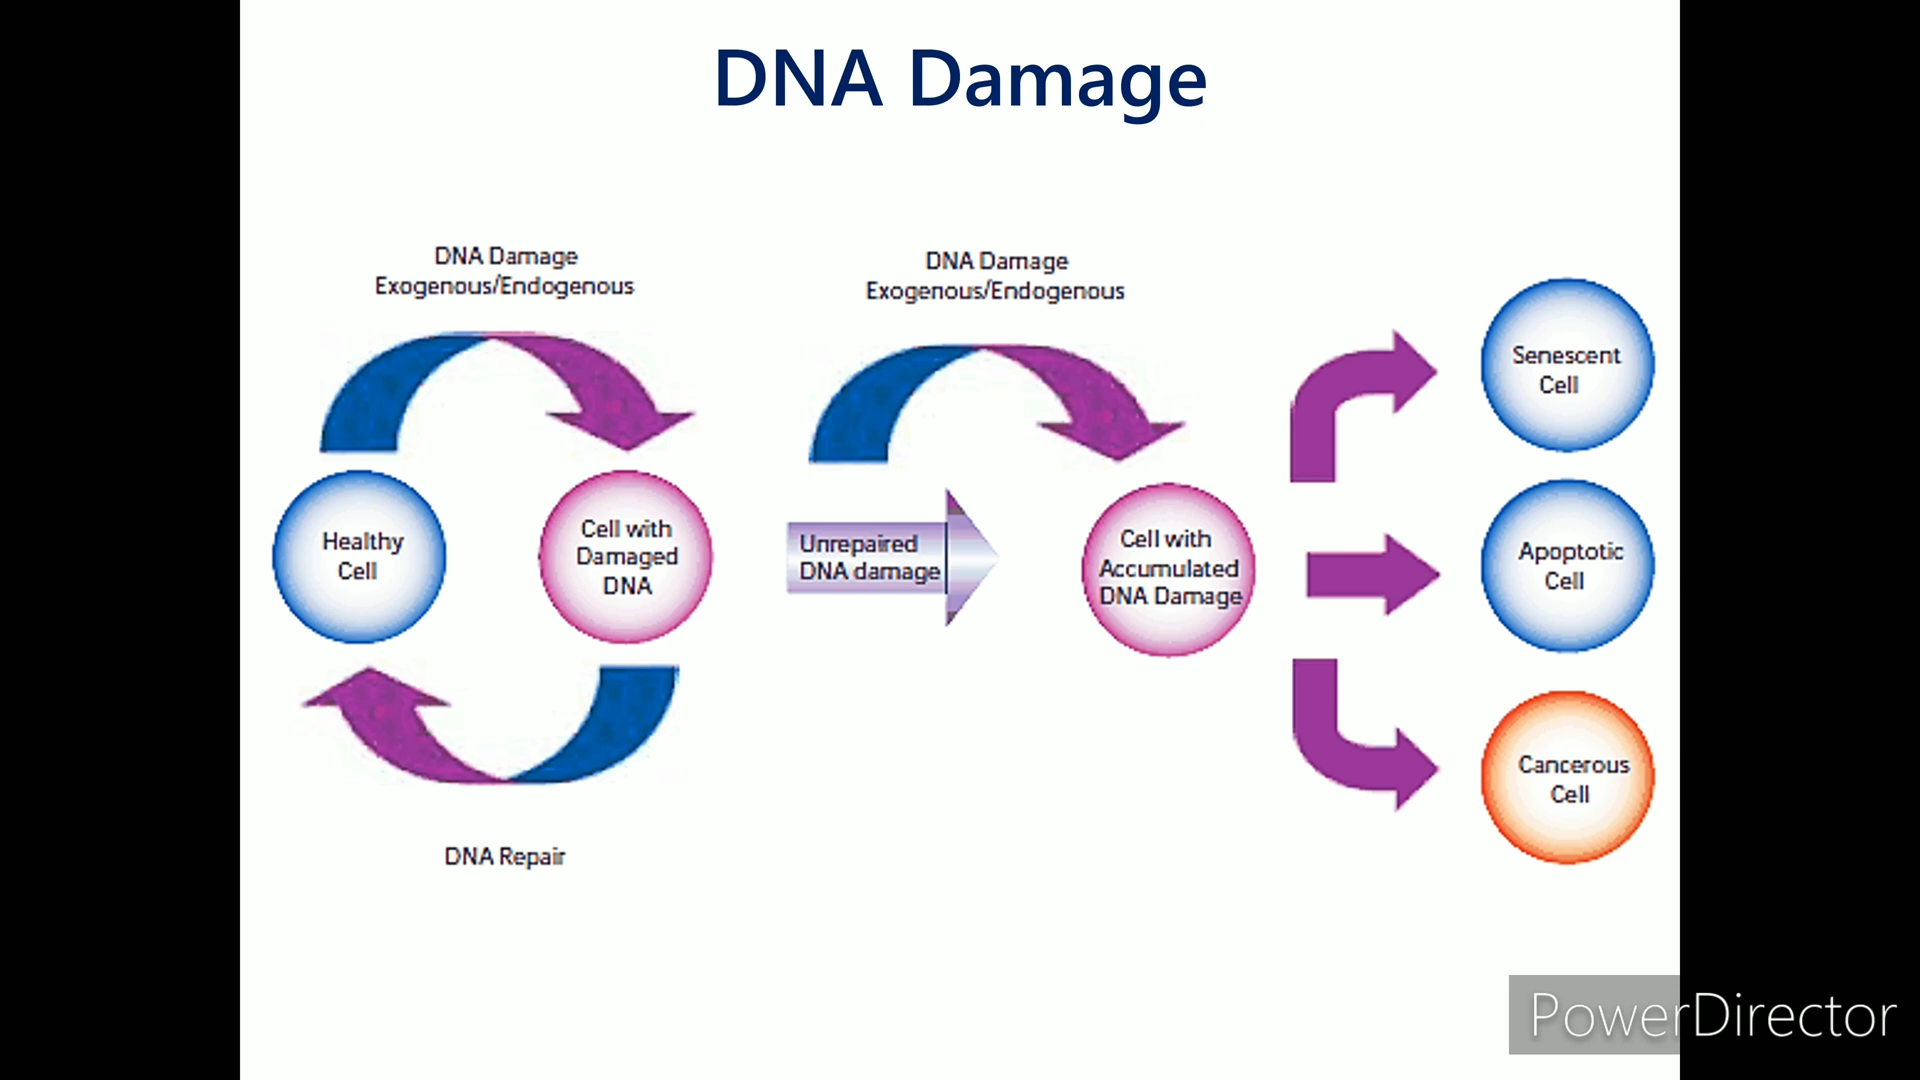 DNA Damage
DNA Damage
Exogenous/Endogenous
DNA Damage
Exogenous/Endogenous
Healthy
Cell
Cell with
Damaged
DNA
Unrepaired
DNA damage
Cell with
Accumulated
DNA Damage
Senescent
Cell
Apoptotic
Cell
Cancerous
Cell
DNA Repair
PowerDirector